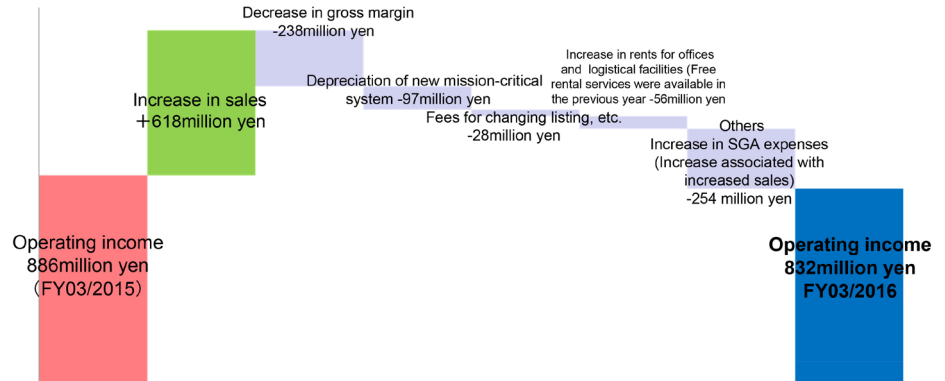 Decrease in gross margin
-238million yen
Increase in sales
＋618million yen
Depreciation of new mission-critical
system -97million yen
Increase in rents for offices
and logistical facilities (Free
rental services were available in
the previous year -56million yen
Fees for changing listing, etc.
-28million yen
Others
Increase in SGA expenses
(Increase associated with
increased sales)
-254 million yen
Operating income
886million yen
（FY03/2015）
Operating income
832million yen
FY03/2016